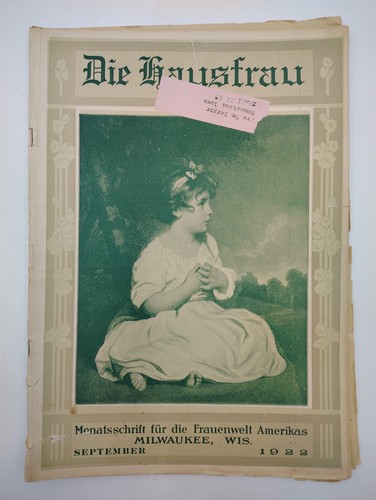 Die Hausfrau
Monatsschrift für die Frauenwelt Amerikas
MILWAUKEE, WIS.
SEPTEMBER 1922